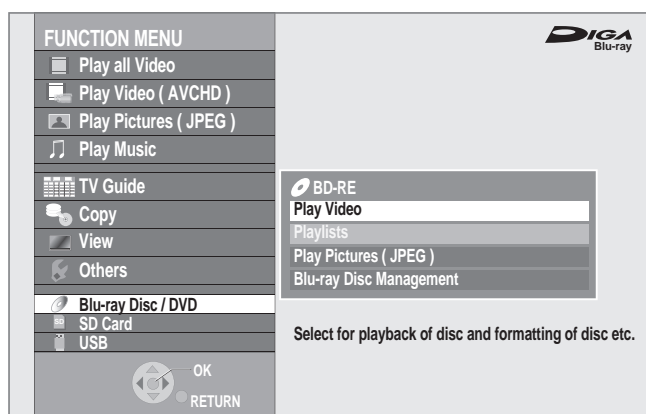 FUNCTION MENU
Play all Video
Play Video ( AVCHD )
Play Pictures ( JPEG )
Play Music
TV Guide
Copy
View
Others
Blu-ray Disc / DVD
SD
SD Card
USB
OK
RETURN
DIGA
Blu-ray
BD-RE
Play Video
Playlists
Play Pictures ( JPEG )
Blu-ray Disc Management
Select for playback of disc and formatting of disc etc.